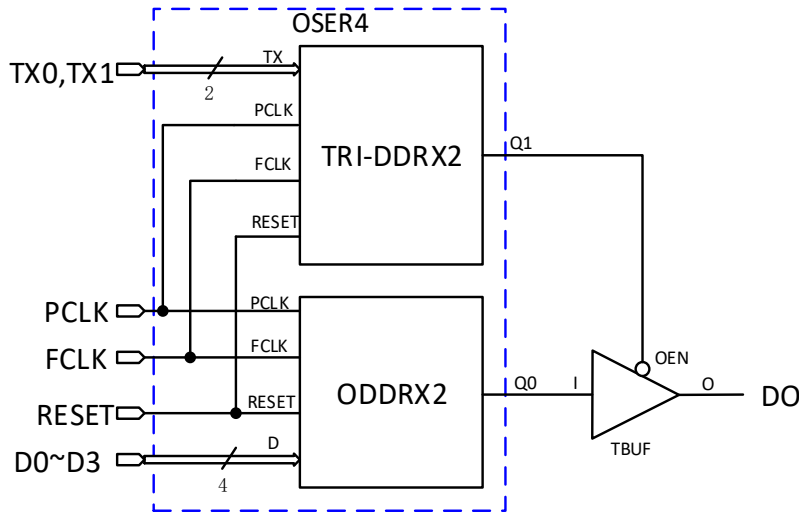 OSER4
TX0,TX1
2
TX
PCLK
FCLK
RESET
TRI-DDRX2
Q1
PCLK
FCLK
RESET
D0~D3
4
PCLK
FCLK
RESET
D
ODDRX2
Q0
I
OEN
O
DO
TBUF